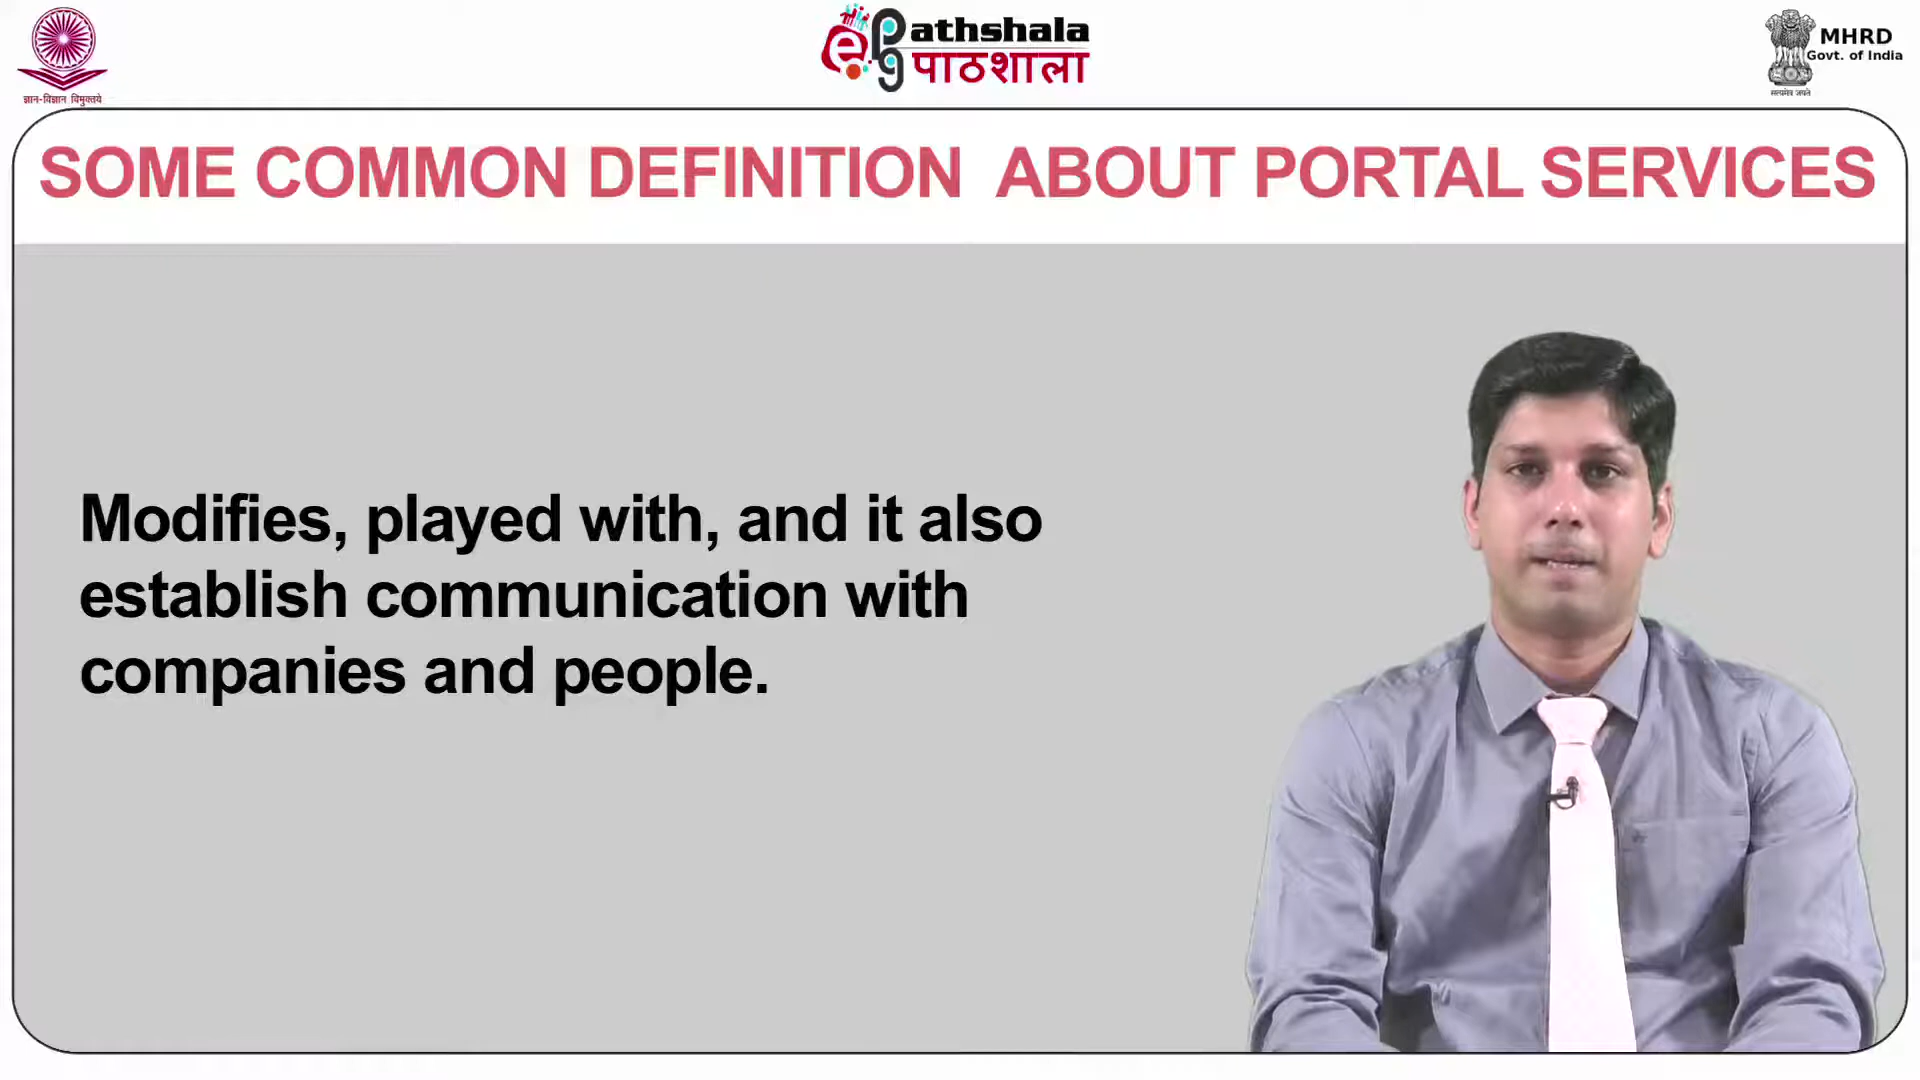 ज्ञान-विज्ञान विमुक्तये
ePathshala
पाठशाला
MHRD
Govt. of India
सत्यमेव जयते
SOME COMMON DEFINITION ABOUT PORTAL SERVICES
Modifies, played with, and it also
establish communication with
companies and people.